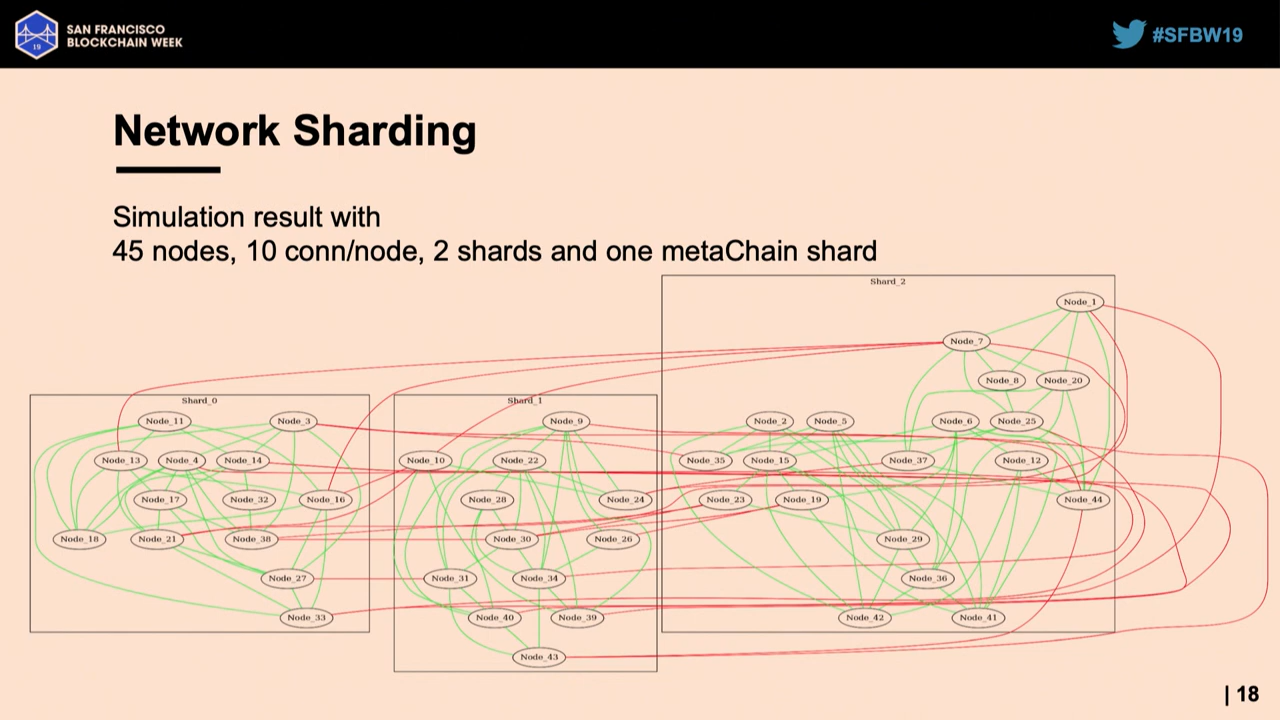 SAN FRANCISCO
BLOCKCHAIN WEEK
19
#SFBW19
Network Sharding
Simulation result with
45 nodes, 10 conn/node, 2 shards and one metaChain shard
Shard_2
Node_1
Node_7
Node_8
Node_20
Shard_0
Shard_1
Node_11
Node_3
Node_9
Node_2
Node_5
Node_6
Node_25
Node_13
Node_4
Node_14
Node_10
Node_22
Node_35
Node_15
Node_37
Node_12
Node_17
Node_32
Node_16
Node_28
Node_24
Node_23
Node_19
Node_44
Node_18
Node_21
Node_38
Node_30
Node_26
Node_29
Node_27
Node_31
Node_34
Node_36
Node_33
Node_40
Node_39
Node_42
Node_41
Node_43
| 18